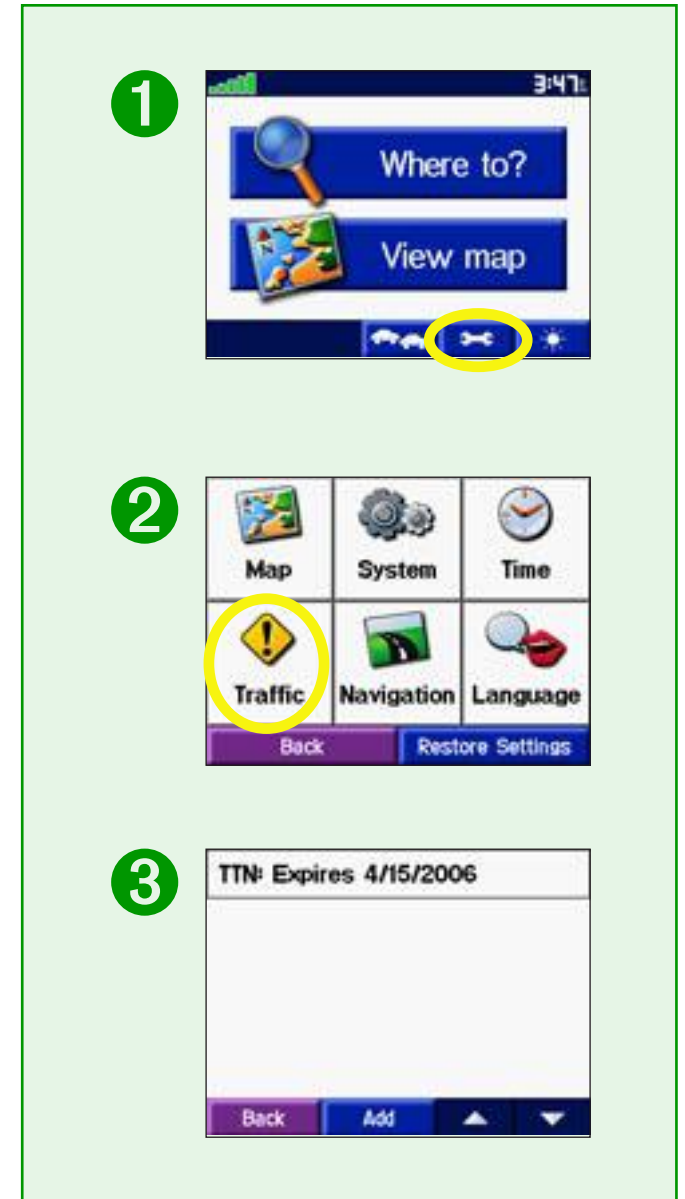 1
3:47
Where to?
View map
2
Map System Time
Traffic Navigation Language
Back Restore Settings
3
TTN: Expires 4/15/2006
Back Add